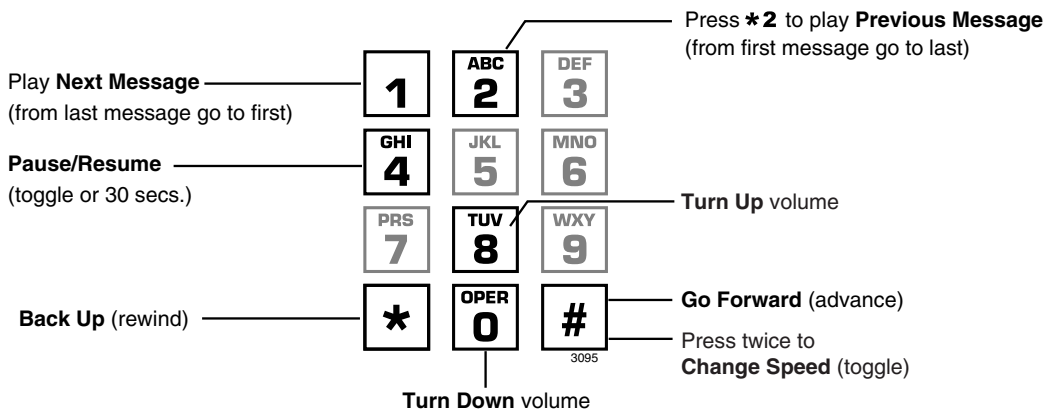 Press *2 to play Previous Message
(from first message go to last)
Play Next Message
(from last message go to first)
1
ABC
2
DEF
3
Pause/Resume
(toggle or 30 secs.)
GHI
4
JKL
5
MNO
6
Turn Up volume
PRS
7
TUV
8
WXY
9
Back Up (rewind)
*
OPER
0
#
Go Forward (advance)
Press twice to
Change Speed (toggle)
3095
Turn Down volume